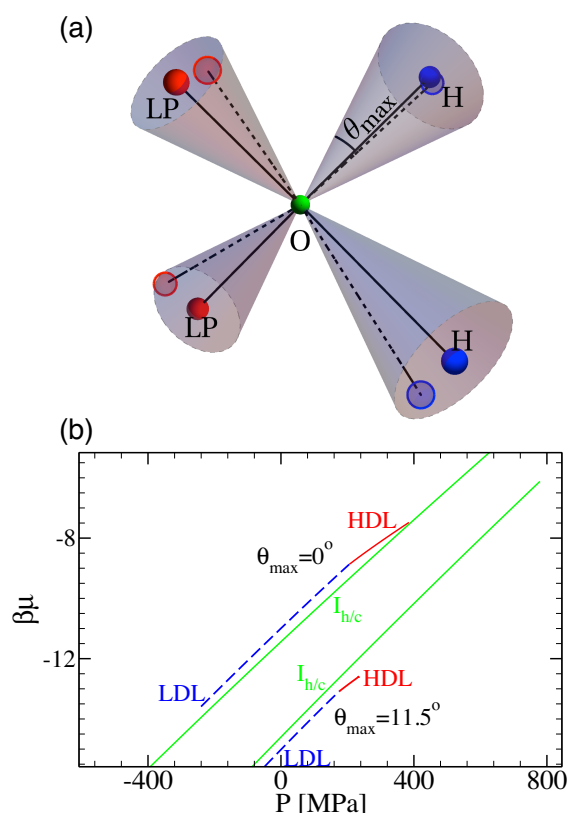 (a)
LP
H
θmax
O
LP
H
(b)
HDL
θmax=0°
-8
Ih/c
βμ
Ih/c
-12
HDL
LDL
θmax=11.5°
LDL
-400 0 400 800
P [MPa]